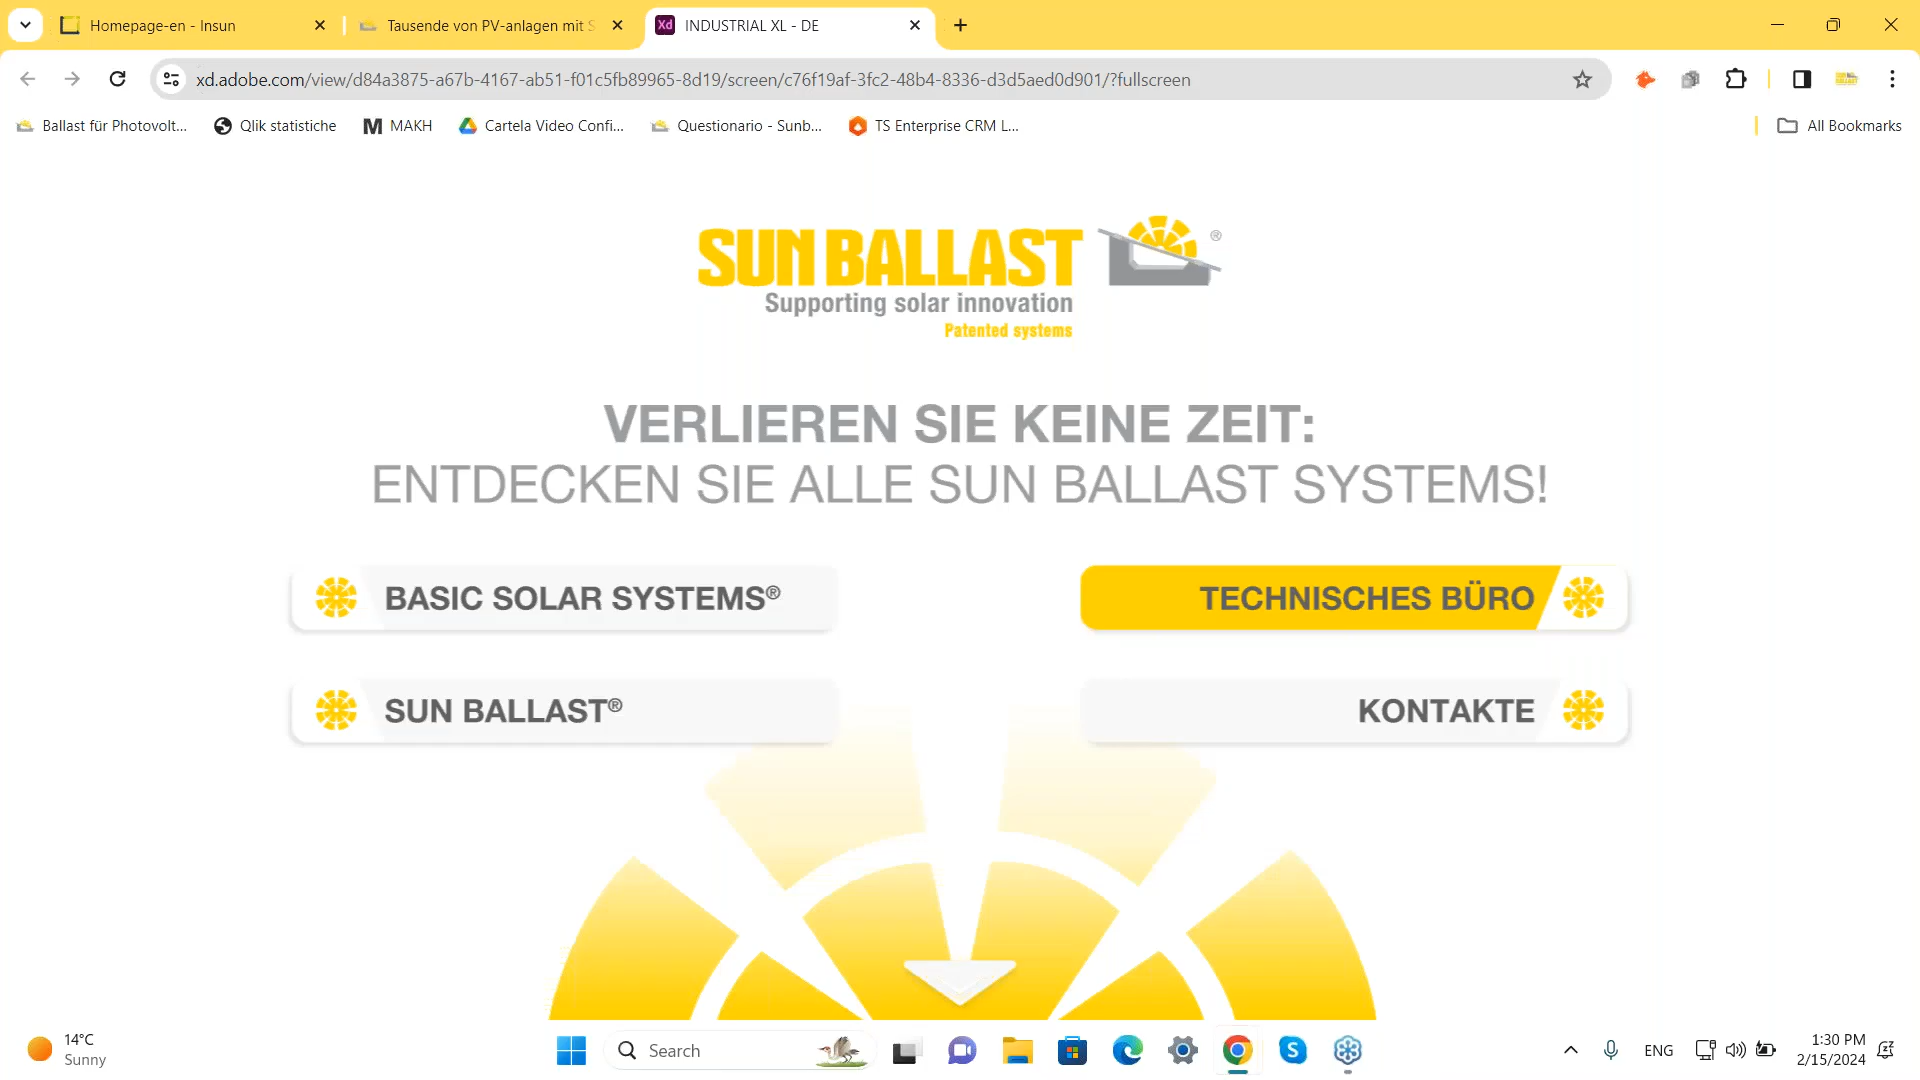 Homepage-en - Insun
Tausende von PV-anlagen mit S
Xd INDUSTRIAL XL - DE
xd.adobe.com/view/d84a3875-a67b-4167-ab51-f01c5fb89965-8d19/screen/c76f19af-3fc2-48b4-8336-d3d5aed0d901/?fullscreen
Ballast für Photovolt...
Qlik statistiche
M MAKH
Cartela Video Confi...
Questionario - Sunb...
TS Enterprise CRM L...
All Bookmarks
SUN BALLAST ®
Supporting solar innovation
Patented systems
VERLIEREN SIE KEINE ZEIT:
ENTDECKEN SIE ALLE SUN BALLAST SYSTEMS!
BASIC SOLAR SYSTEMS®
TECHNISCHES BÜRO
SUN BALLAST®
KONTAKTE
14°C
Sunny
Search
S
ENG
1:30 PM
2/15/2024